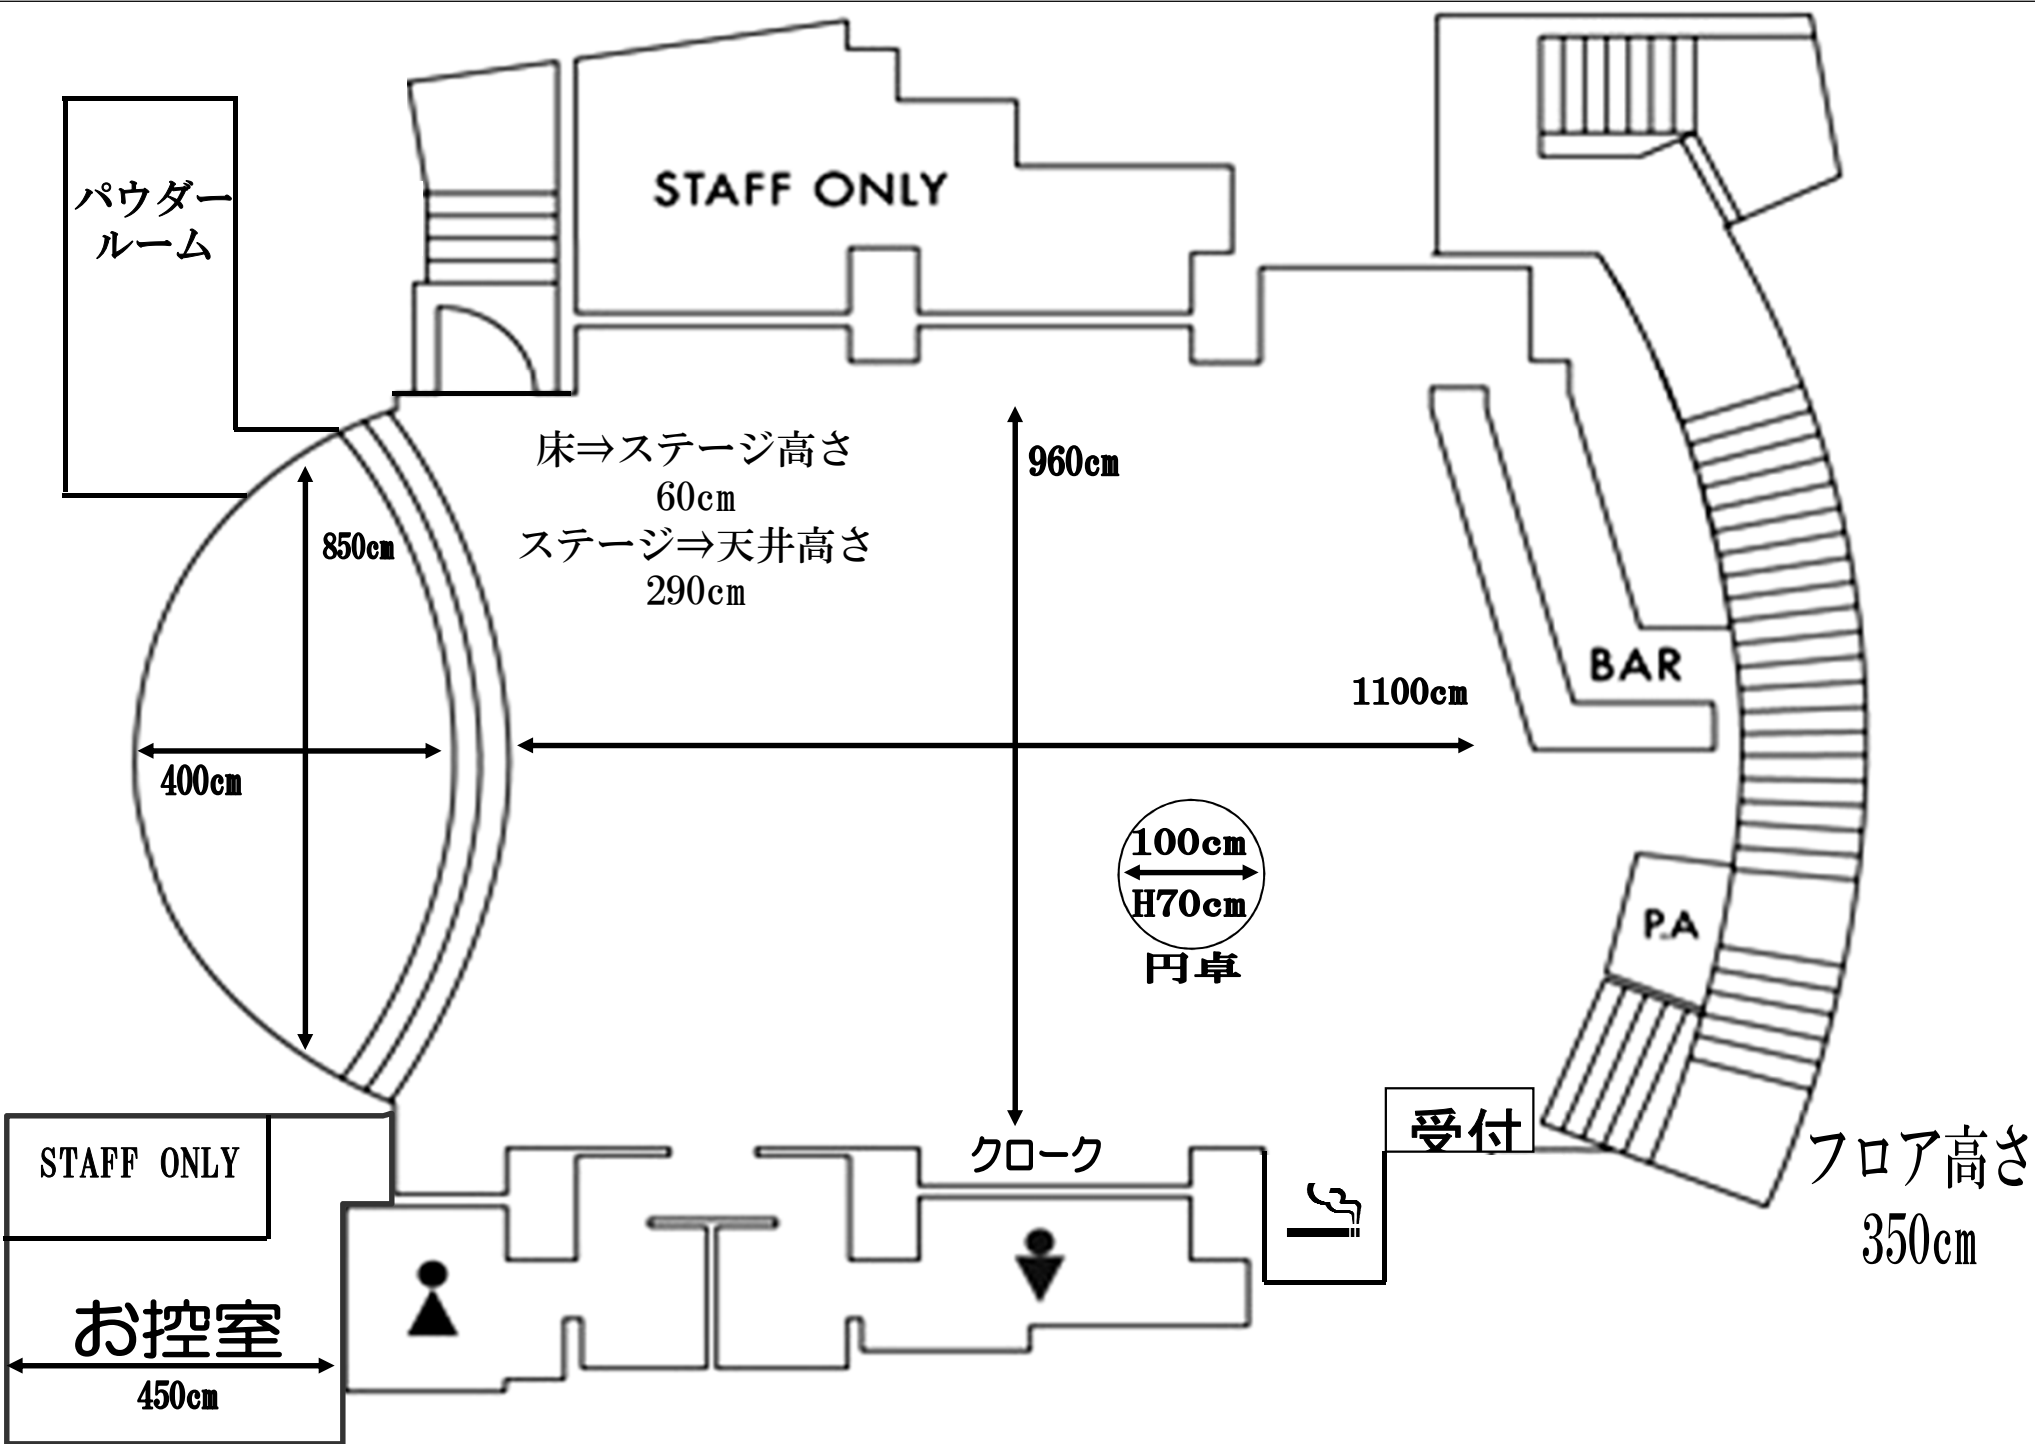 パウダー
ルーム
STAFF ONLY
床⇒ステージ高さ
60cm
ステージ⇒天井高さ
290cm
960cm
850cm
400cm
1100cm
BAR
100cm
H70cm
円卓
P.A
クローク
受付
STAFF ONLY
お控室
450cm
フロア高さ
350cm